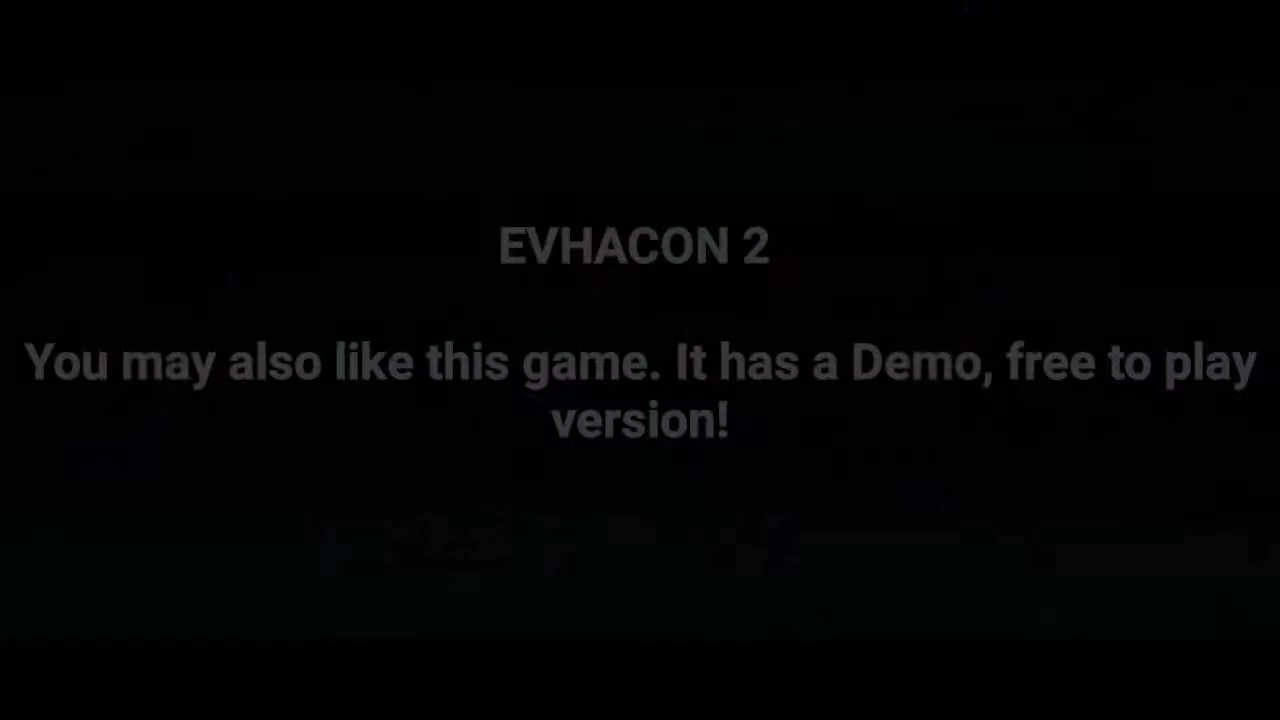 EVHACON 2
You may also like this game. It has a Demo, free to play
version!